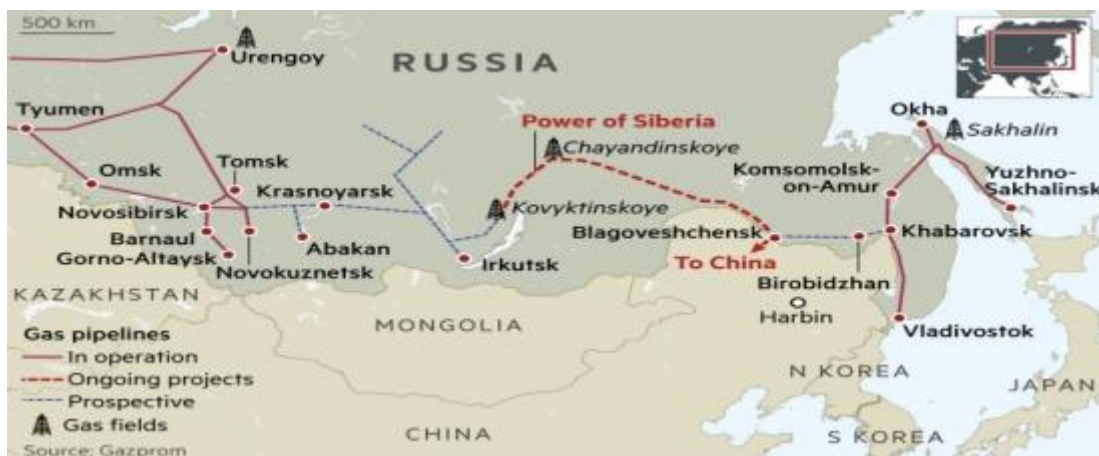 500 km
Urengoy
RUSSIA
Tyumen
Okha
Power of Siberia
Sakhalin
Chayandinskoye
Tomsk
Omsk
Komsomolsk-
on-Amur
Yuzhno-
Sakhalinsk
Krasnoyarsk
Novosibirsk
Kovyktinskoye
Barnaul
Blagoveshchensk
Khabarovsk
Abakan
Gorno-Altaysk
Irkutsk
To China
Novokuznetsk
Birobidzhan
KAZAKHSTAN
Harbin
MONGOLIA
Vladivostok
Gas pipelines
In operation
N KOREA
Ongoing projects
JAPAN
Prospective
Gas fields
CHINA
S KOREA
Source: Gazprom